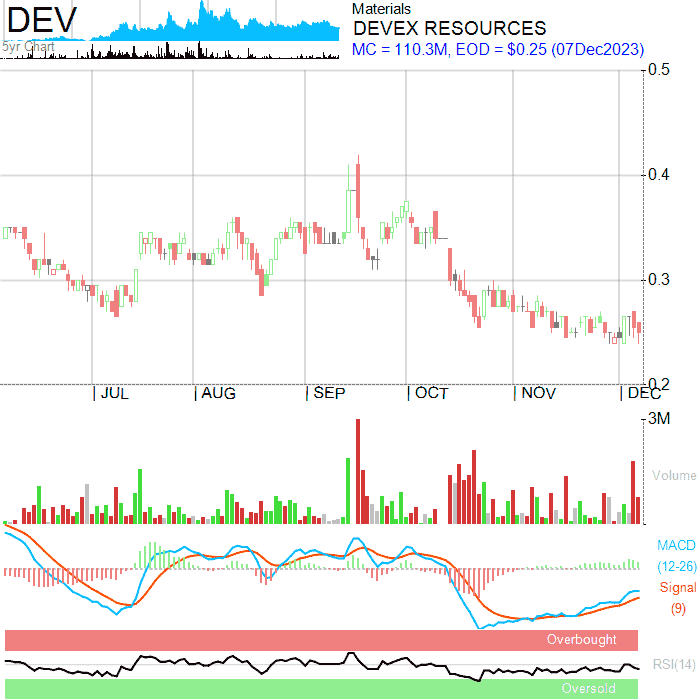 DEV
5yr Chart
Materials
DEVEX RESOURCES
MC = 110.3M, EOD = $0.25 (07Dec2023)
0.5
0.4
0.3
0.2
JUL
AUG
SEP
OCT
NOV
DEC
3M
Volume
MACD
(12-26)
Signal
(9)
Overbought
RSI(14)
Oversold